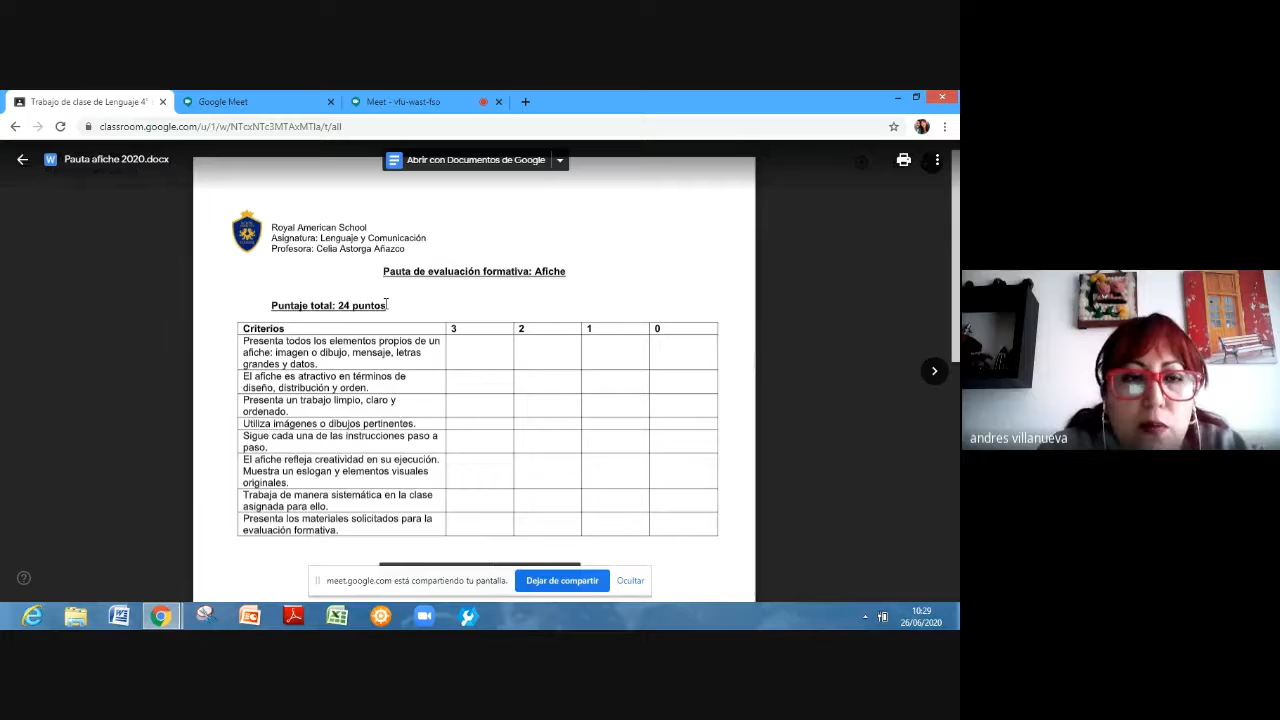 Trabajo de clase de Lenguaje 4°
Google Meet
Meet - vfu-wast-fso
classroom.google.com/u/1/w/NTcxNTc3MTAxMTIa/t/all
Pauta afiche 2020.docx
Abrir con Documentos de Google
Royal American School
Asignatura: Lenguaje y Comunicación
Profesora: Celia Astorga Añazco
Pauta de evaluación formativa: Afiche
Puntaje total: 24 puntos
Criterios 3 2 1 0
Presenta todos los elementos propios de un
afiche: imagen o dibujo, mensaje, letras
grandes y datos.
El afiche es atractivo en términos de
diseño, distribución y orden.
Presenta un trabajo limpio, claro y
ordenado.
Utiliza imágenes o dibujos pertinentes.
Sigue cada una de las instrucciones paso a
paso.
El afiche refleja creatividad en su ejecución.
Muestra un eslogan y elementos visuales
originales.
Trabaja de manera sistemática en la clase
asignada para ello.
Presenta los materiales solicitados para la
evaluación formativa.
meet.google.com está compartiendo tu pantalla.
Dejar de compartir
Ocultar
10:29
26/06/2020
andres villanueva